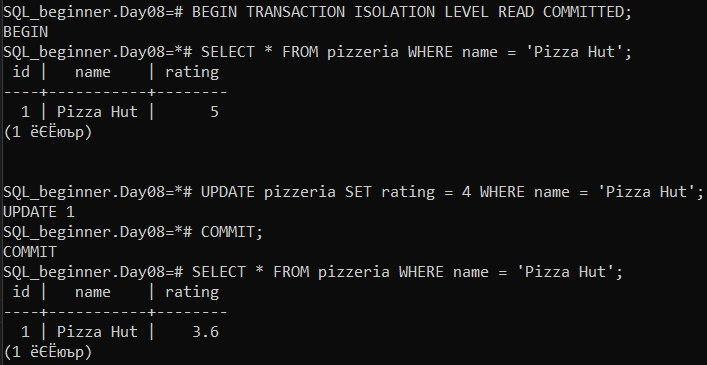 SQL_beginner.Day08=# BEGIN TRANSACTION ISOLATION LEVEL READ COMMITTED;
BEGIN
SQL_beginner.Day08=*# SELECT * FROM pizzeria WHERE name = 'Pizza Hut';
 id |   name    | rating
----+-----------+--------
  1 | Pizza Hut |      5
(1 ёЄЁюър)
SQL_beginner.Day08=*# UPDATE pizzeria SET rating = 4 WHERE name = 'Pizza Hut';
UPDATE 1
SQL_beginner.Day08=*# COMMIT;
COMMIT
SQL_beginner.Day08=# SELECT * FROM pizzeria WHERE name = 'Pizza Hut';
 id |   name    | rating
----+-----------+--------
  1 | Pizza Hut |    3.6
(1 ёЄЁюър)